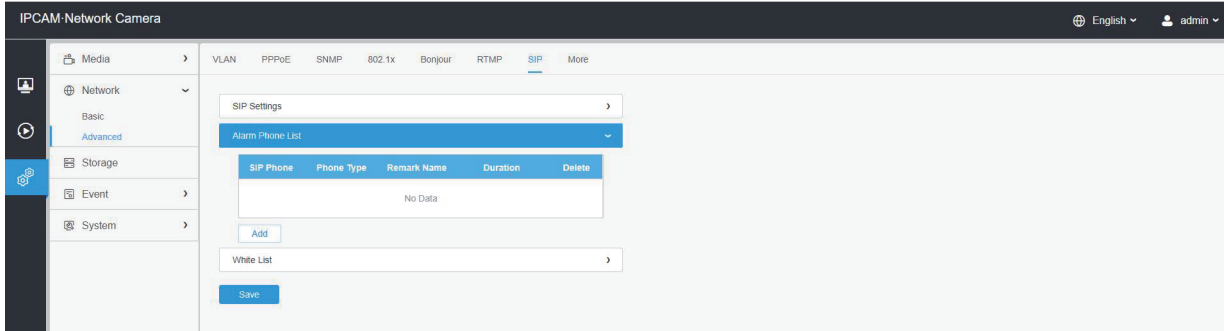 IPCAM·Network Camera
English
admin
Media
Network
Basic
Advanced
Storage
Event
System
VLAN PPPoE SNMP 802.1x Bonjour RTMP SIP More
SIP Settings
Alarm Phone List
SIP Phone Phone Type Remark Name Duration Delete
No Data
Add
White List
Save